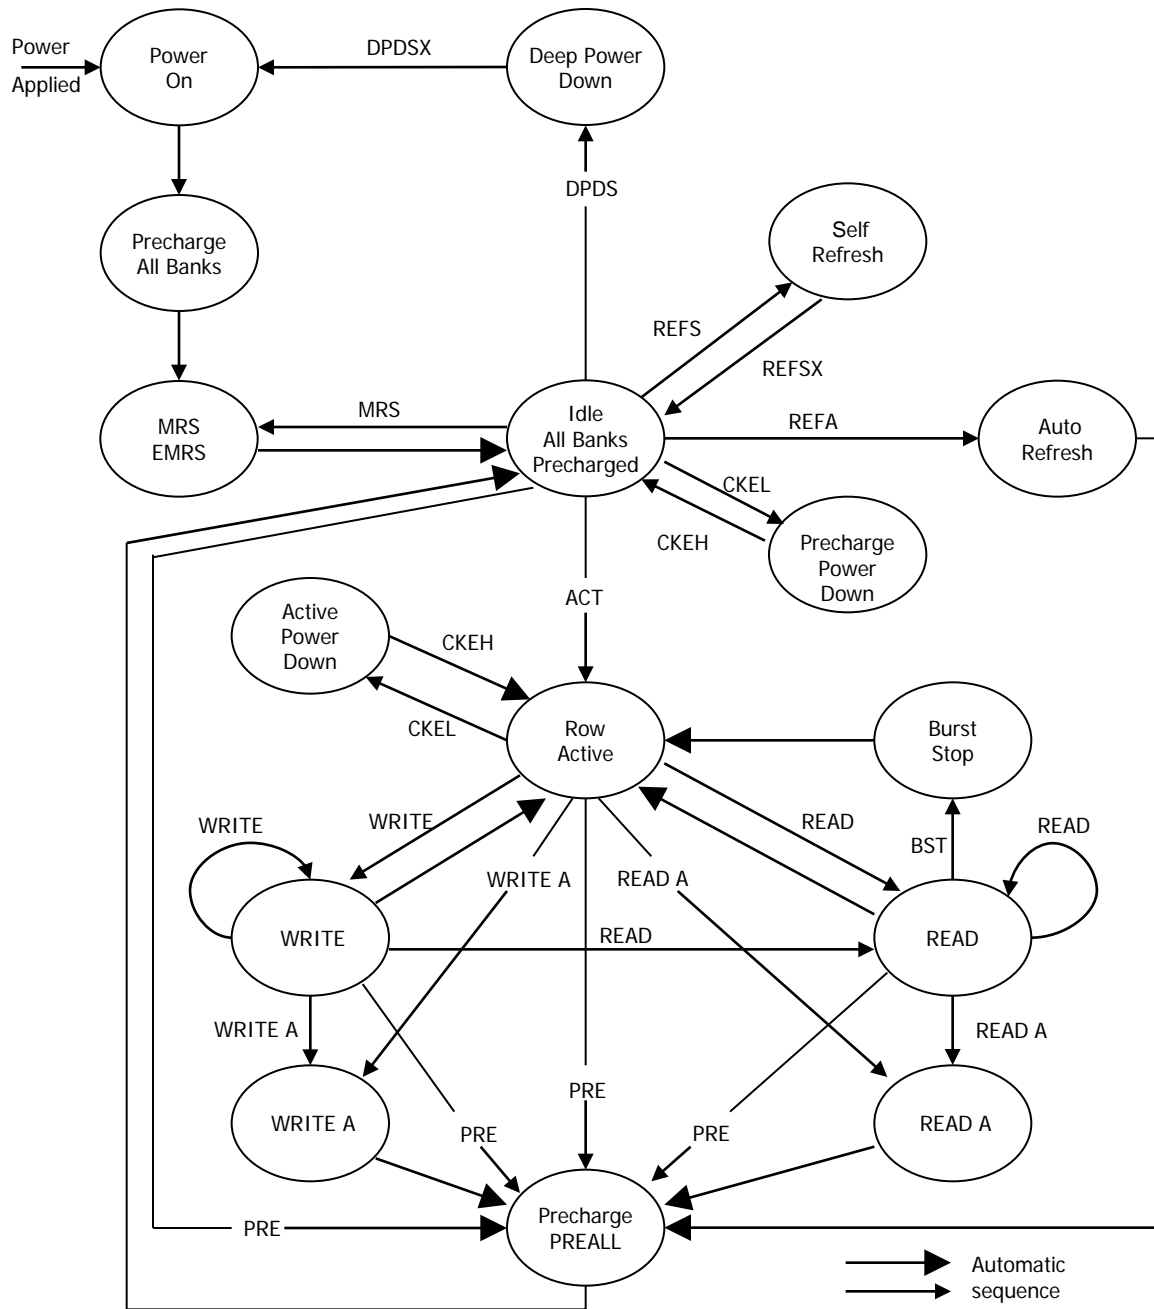 Power
Applied
Power
On
DPDSX
Deep Power
Down
DPDS
Precharge
All Banks
Self
Refresh
REFS
REFSX
MRS
EMRS
MRS
Idle
All Banks
Precharged
REFA
Auto
Refresh
CKEL
CKEH
Precharge
Power
Down
ACT
Active
Power
Down
CKEH
CKEL
Row
Active
Burst
Stop
WRITE
WRITE
READ
BST
READ
WRITE A
READ A
WRITE
READ
READ
WRITE A
READ A
WRITE A
PRE
PRE
PRE
READ A
PRE
Precharge
PREALL
Automatic
sequence